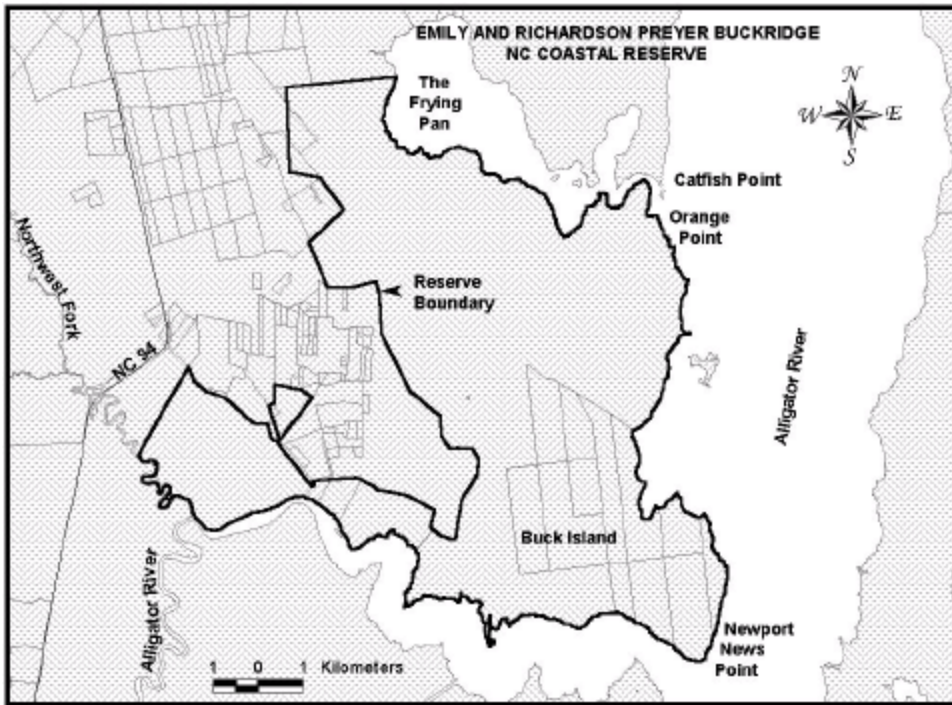 EMILY AND RICHARDSON PREYER BUCKRIDGE
NC COASTAL RESERVE
The
Frying
Pan
N
W
E
S
Catfish Point
Orange
Point
Northwest Fork
Reserve
Boundary
NC 94
Alligator River
Buck Island
Alligator River
Newport
News
Point
1 0 1 Kilometers